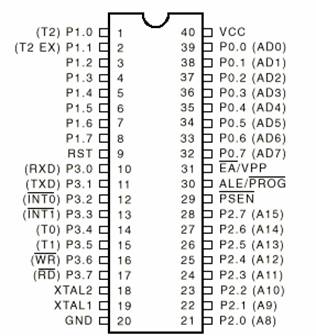 (T2) P1.0 1 40 VCC
(T2 EX) P1.1 2 39 P0.0 (AD0)
P1.2 3 38 P0.1 (AD1)
P1.3 4 37 P0.2 (AD2)
P1.4 5 36 P0.3 (AD3)
P1.5 6 35 P0.4 (AD4)
P1.6 7 34 P0.5 (AD5)
P1.7 8 33 P0.6 (AD6)
RST 9 32 P0.7 (AD7)
(RXD) P3.0 10 31 EA/VPP
(TXD) P3.1 11 30 ALE/PROG
(INT0) P3.2 12 29 PSEN
(INT1) P3.3 13 28 P2.7 (A15)
(T0) P3.4 14 27 P2.6 (A14)
(T1) P3.5 15 26 P2.5 (A13)
(WR) P3.6 16 25 P2.4 (A12)
(RD) P3.7 17 24 P2.3 (A11)
XTAL2 18 23 P2.2 (A10)
XTAL1 19 22 P2.1 (A9)
GND 20 21 P2.0 (A8)